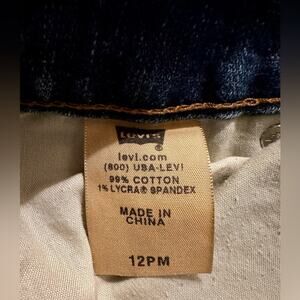 LEVI'S
®
levi.com
(800) USA-LEVI
99% COTTON
1% LYCRA® SPANDEX
MADE IN
CHINA
12PM